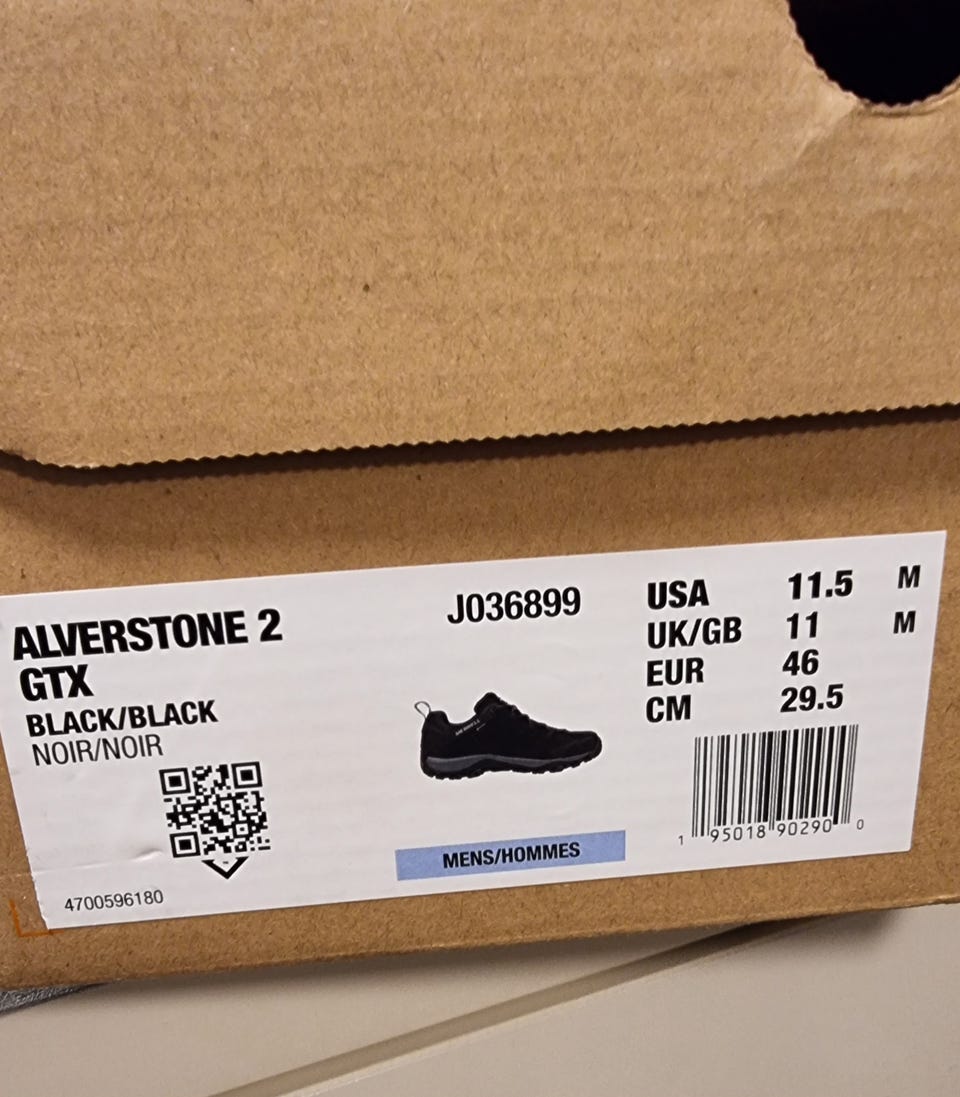 ALVERSTONE 2
GTX
BLACK/BLACK
NOIR/NOIR
4700596180
J036899
MERRELL
MENS/HOMMES
USA 11.5 M
UK/GB 11 M
EUR 46
CM 29.5
1 95018 90290 0